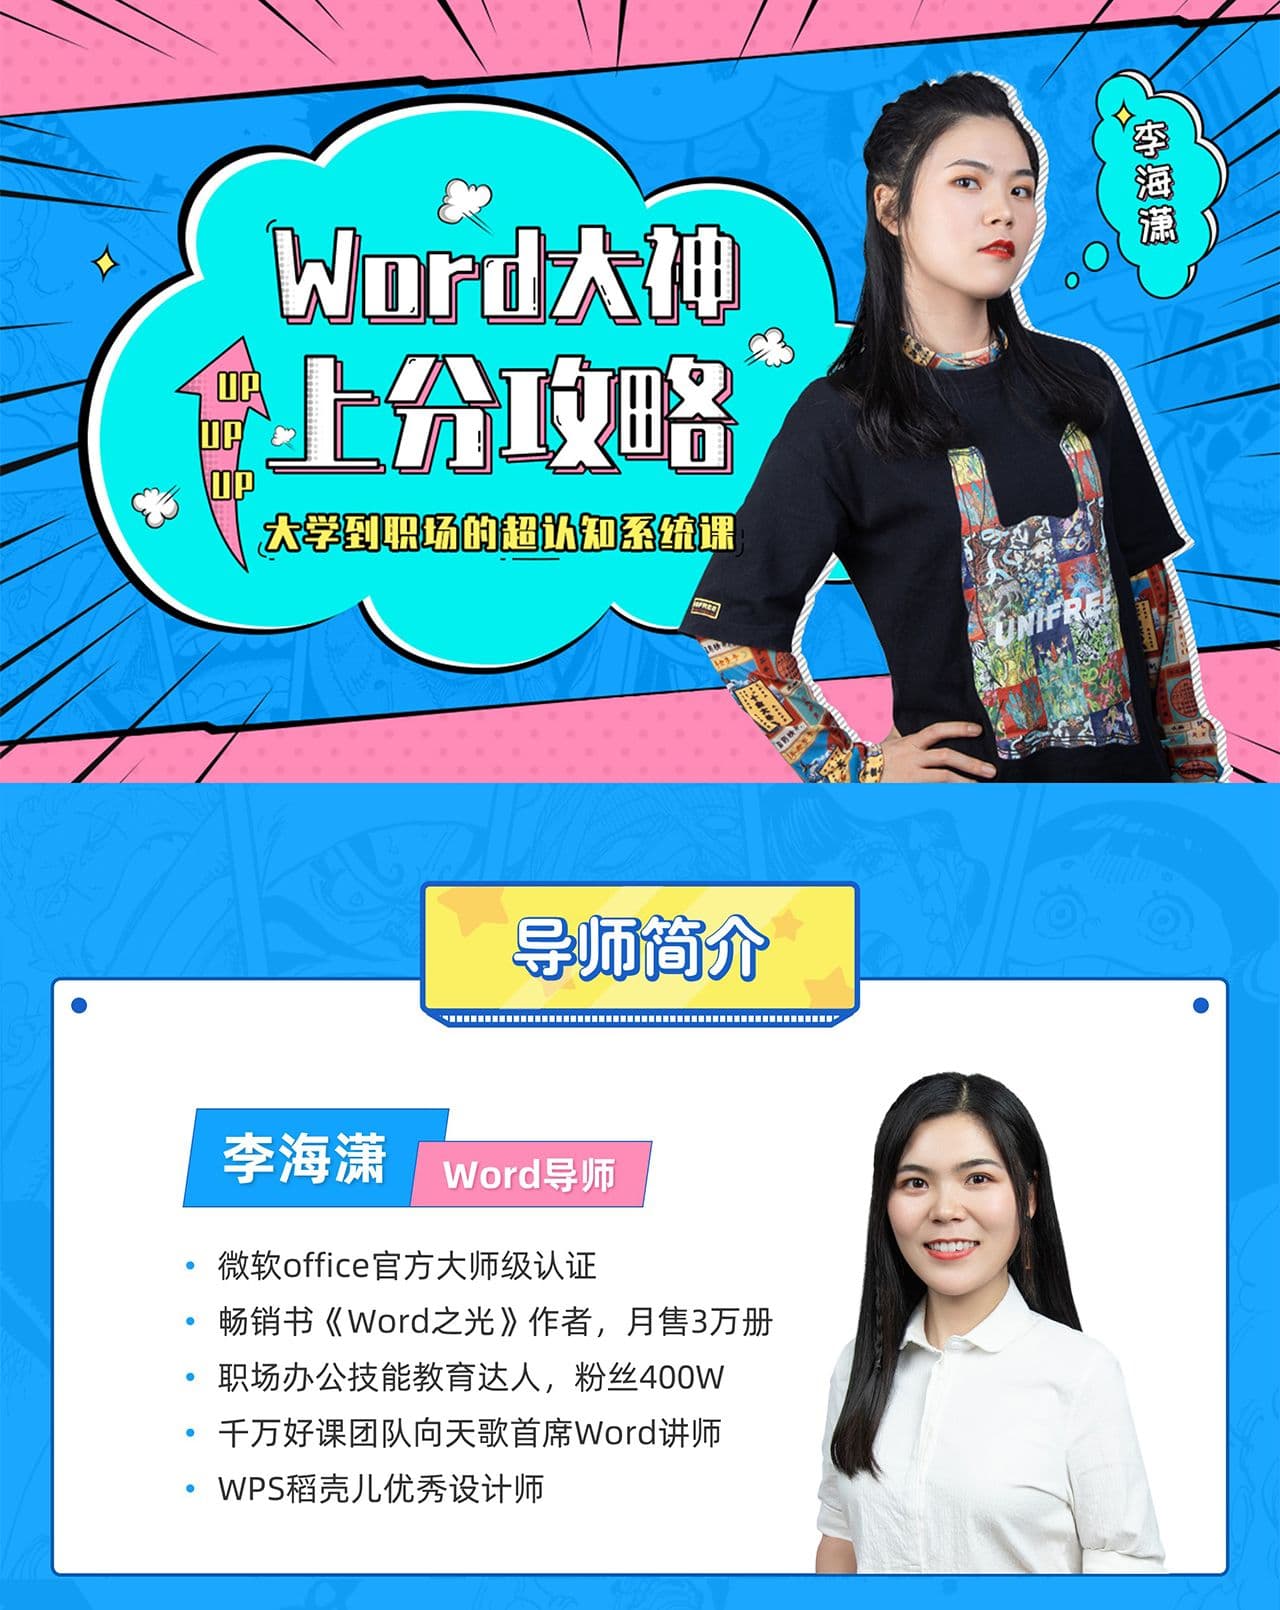 李海潇
Word大神
上分攻略
UP
UP
UP
大学到职场的超认知系统课
UNIFREE
导师简介
李海潇
Word导师
微软office官方大师级认证
畅销书《Word之光》作者，月售3万册
职场办公技能教育达人，粉丝400W
千万好课团队向天歌首席Word讲师
WPS稻壳儿优秀设计师